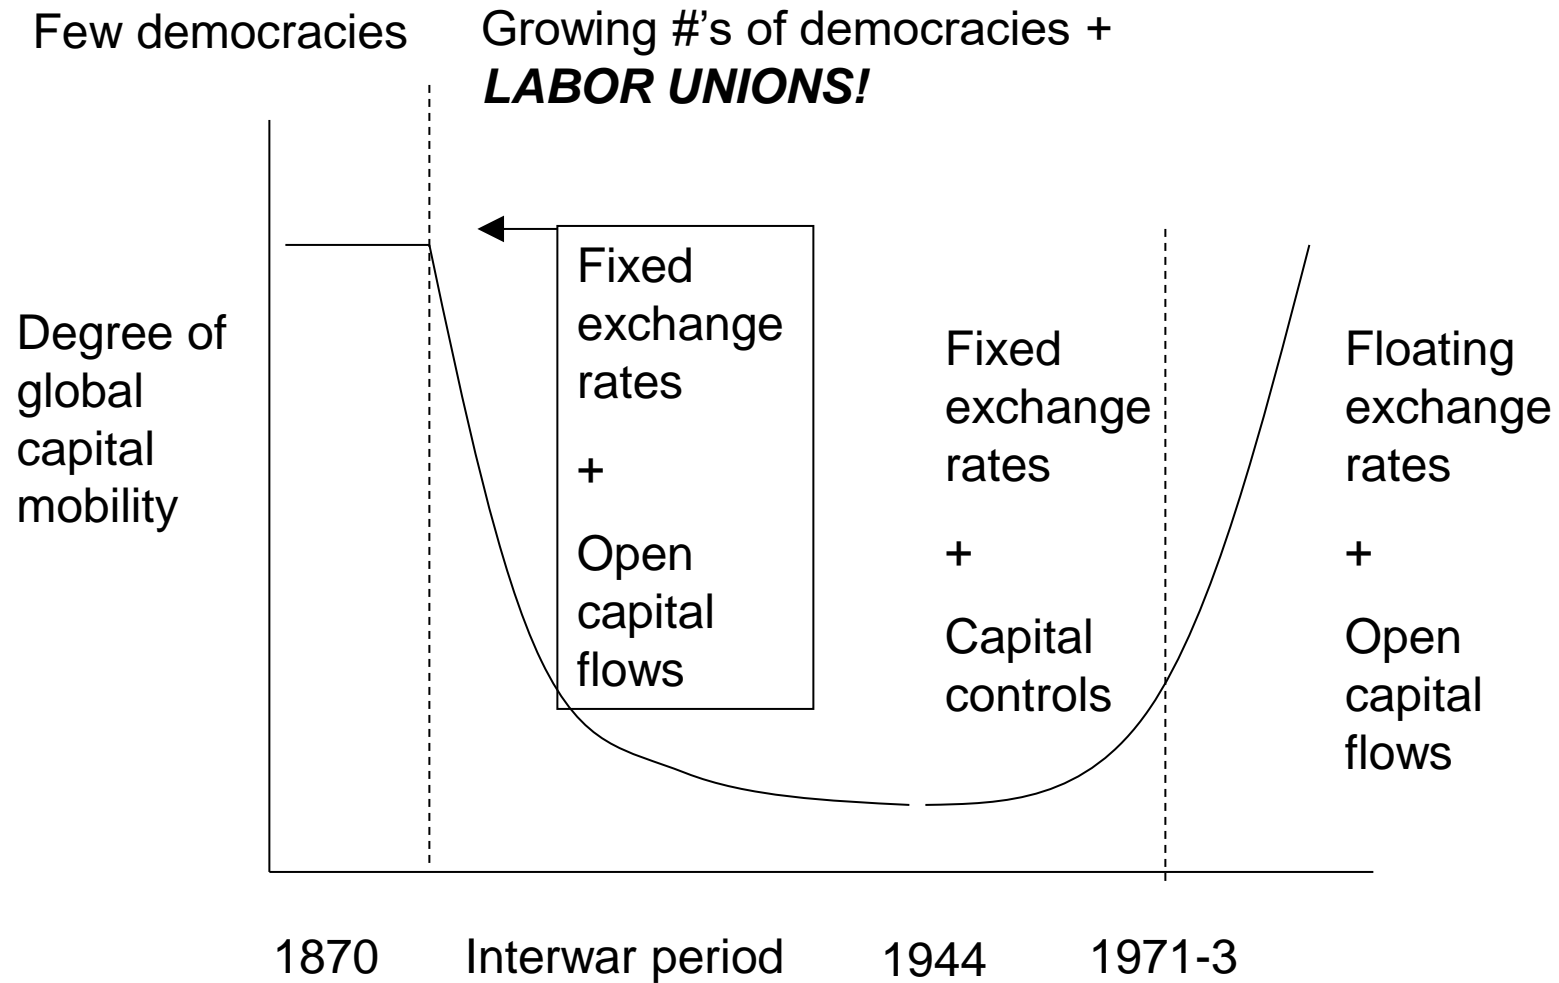 Few democracies
Growing #'s of democracies +
LABOR UNIONS!
Degree of
global
capital
mobility
Fixed
exchange
rates
+
Open
capital
flows
Fixed
exchange
rates
+
Capital
controls
Floating
exchange
rates
+
Open
capital
flows
1870
Interwar period
1944
1971-3